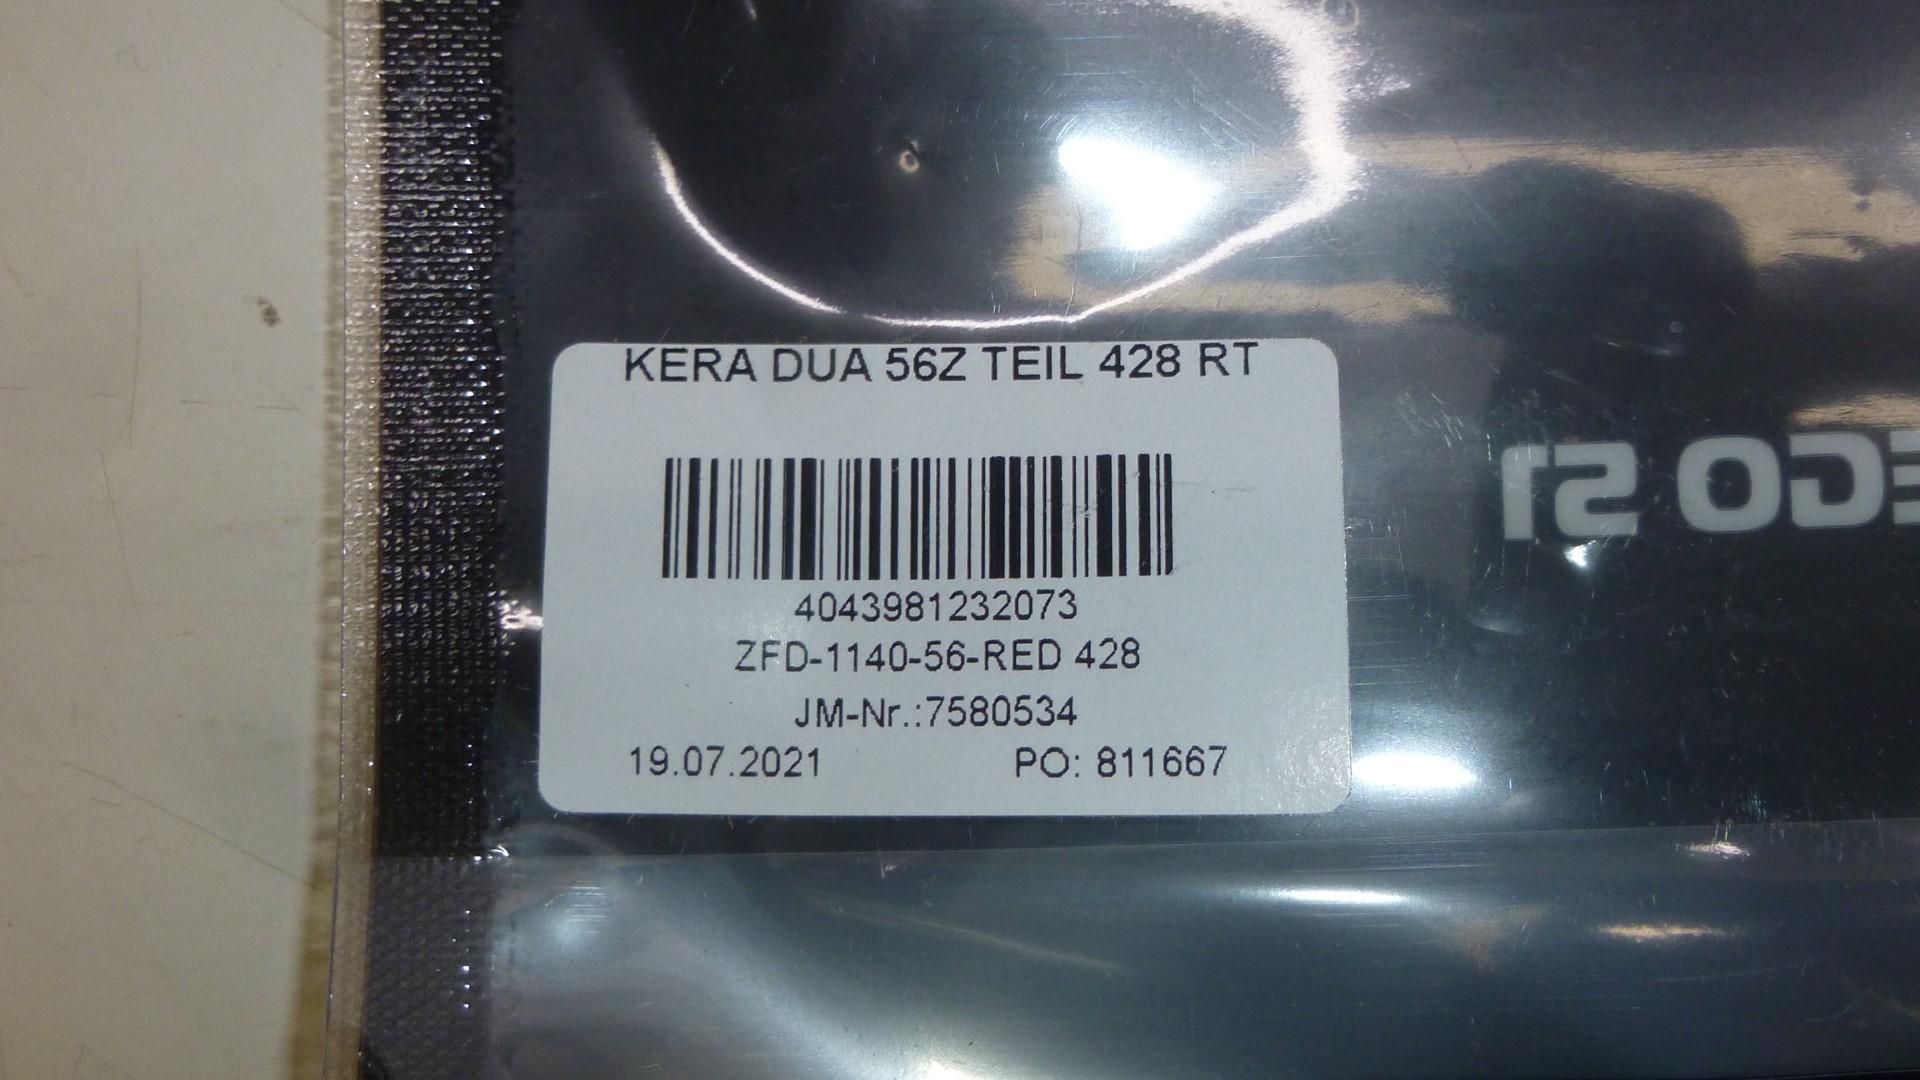 KERA DUA 56Z TEIL 428 RT
4043981232073
ZFD-1140-56-RED 428
JM-Nr.:7580534
19.07.2021 PO: 811667